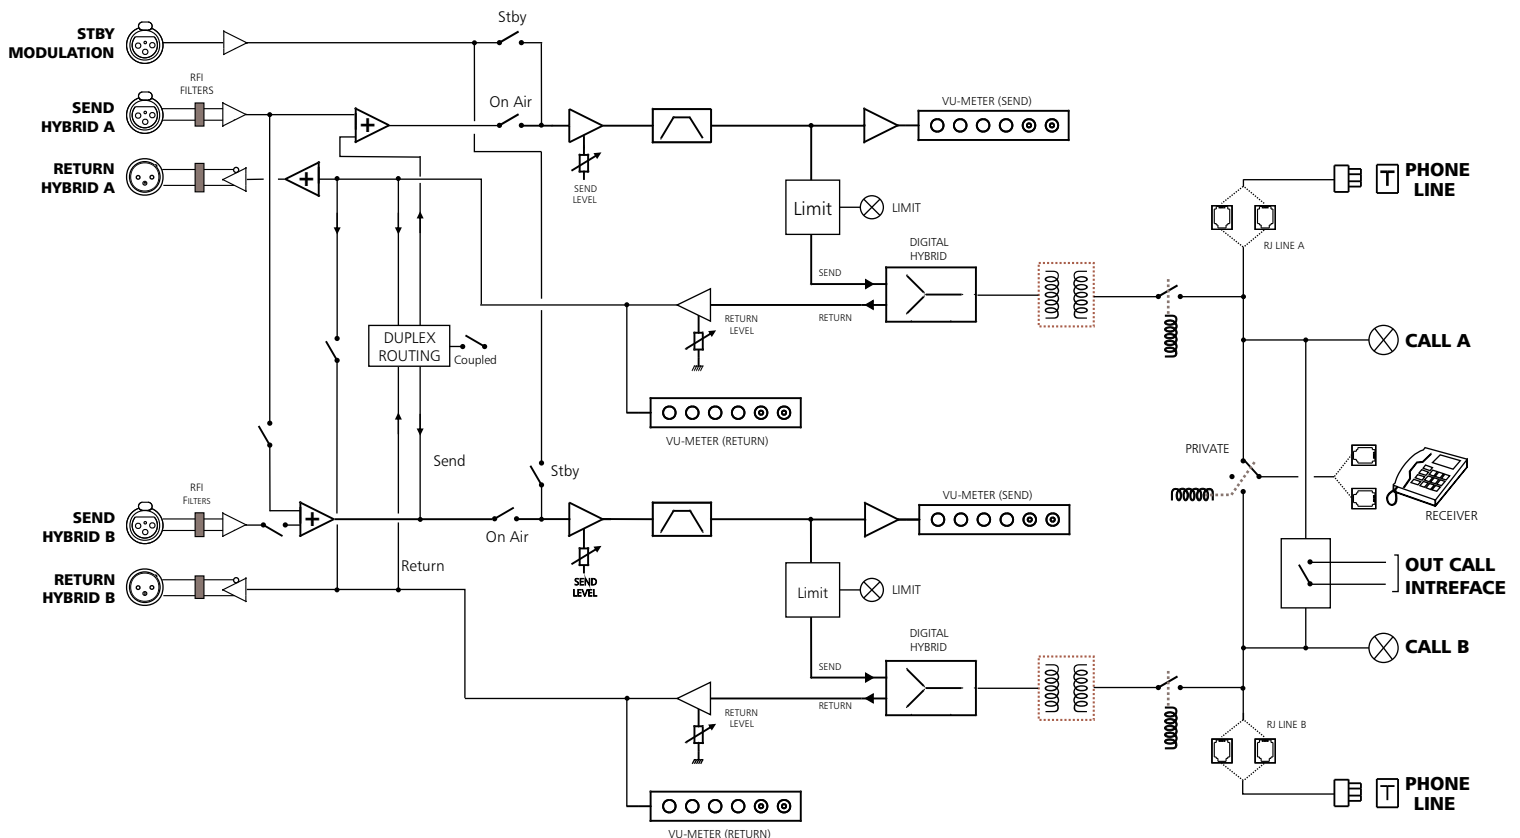 Stby
STBY
MODULATION
RFI
FILTERS
SEND
HYBRID A
On Air
VU-METER (SEND)
RETURN
HYBRID A
SEND
LEVEL
PHONE
LINE
T
Limit
LIMIT
RJ LINE A
DIGITAL
HYBRID
SEND
RETURN
LEVEL
RETURN
DUPLEX
ROUTING
Coupled
CALL A
VU-METER (RETURN)
PRIVATE
Send
Stby
RFI
FILTERS
SEND
HYBRID B
On Air
VU-METER (SEND)
RECEIVER
Return
RETURN
HYBRID B
SEND
LEVEL
Limit
LIMIT
OUT CALL
INTREFACE
DIGITAL
HYBRID
CALL B
SEND
RETURN
LEVEL
RETURN
RJ LINE B
T
PHONE
LINE
VU-METER (RETURN)